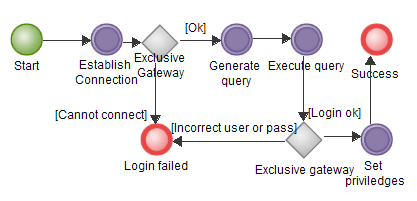 [Ok]
Start
Establish
Connection
Exclusive
Gateway
Generate
query
Execute query
Success
[Cannot connect]
[Incorrect user or pass]
[Login ok]
Login failed
Exclusive gateway
Set
priviledges